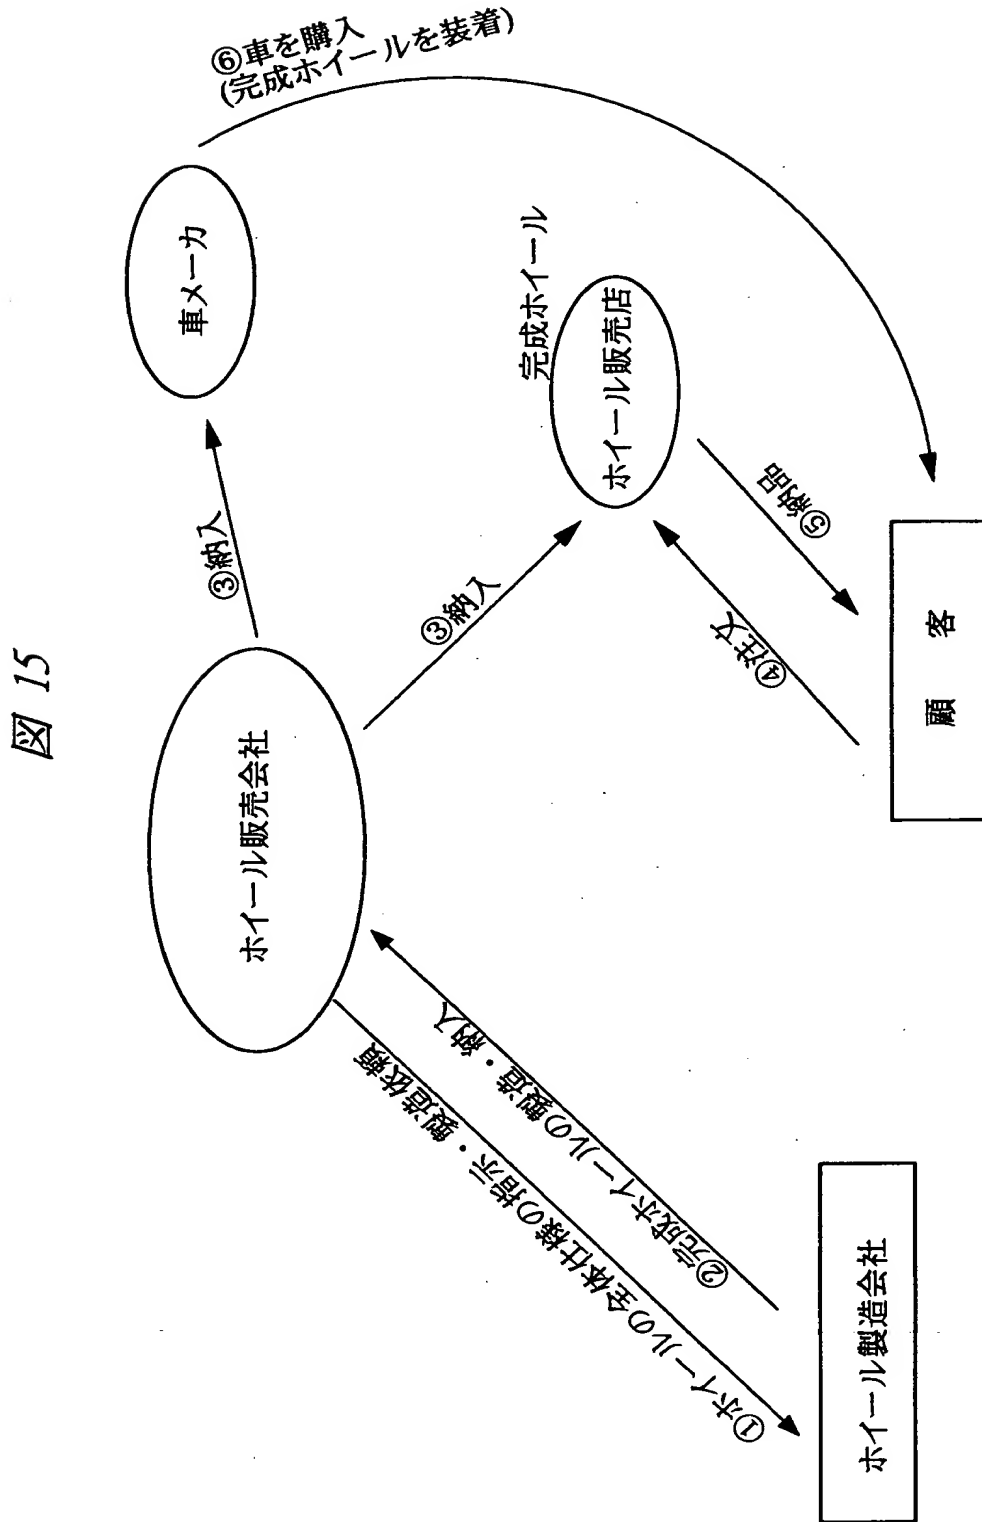 図 15
ホイール販売会社
③納入
車メーカ
⑥車を購入
(完成ホイールを装着)
③納入
完成ホイール
ホイール販売店
①ホイールの全体仕様の指示・製造依頼
②完成ホイールの製造・納入
④注文
⑤納品
ホイール製造会社
顧 客